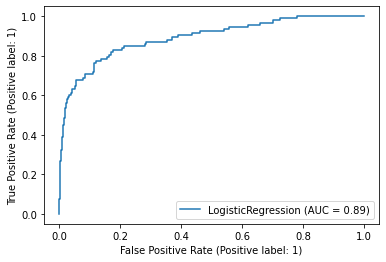 True Positive Rate (Positive label: 1)
1.0
0.8
0.6
0.4
0.2
0.0
LogisticRegression (AUC = 0.89)
0.0 0.2 0.4 0.6 0.8 1.0
False Positive Rate (Positive label: 1)